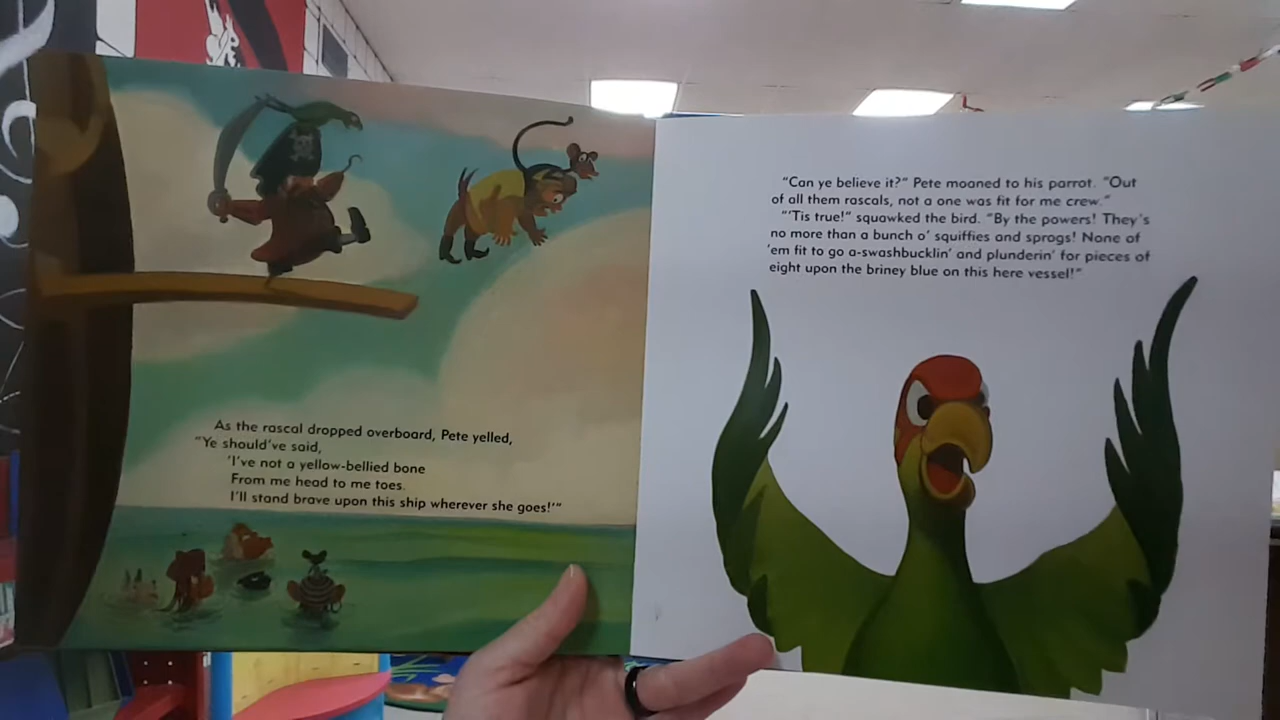 As the rascal dropped overboard, Pete yelled,
"Ye should've said,
'I've not a yellow-bellied bone
From me head to me toes.
I'll stand brave upon this ship wherever she goes!'"
"Can ye believe it?" Pete moaned to his parrot. "Out
of all them rascals, not a one was fit for me crew."
"'Tis true!" squawked the bird. "By the powers! They's
no more than a bunch o' squiffies and sprogs! None of
'em fit to go a-swashbucklin' and plunderin' for pieces of
eight upon the briney blue on this here vessel!"